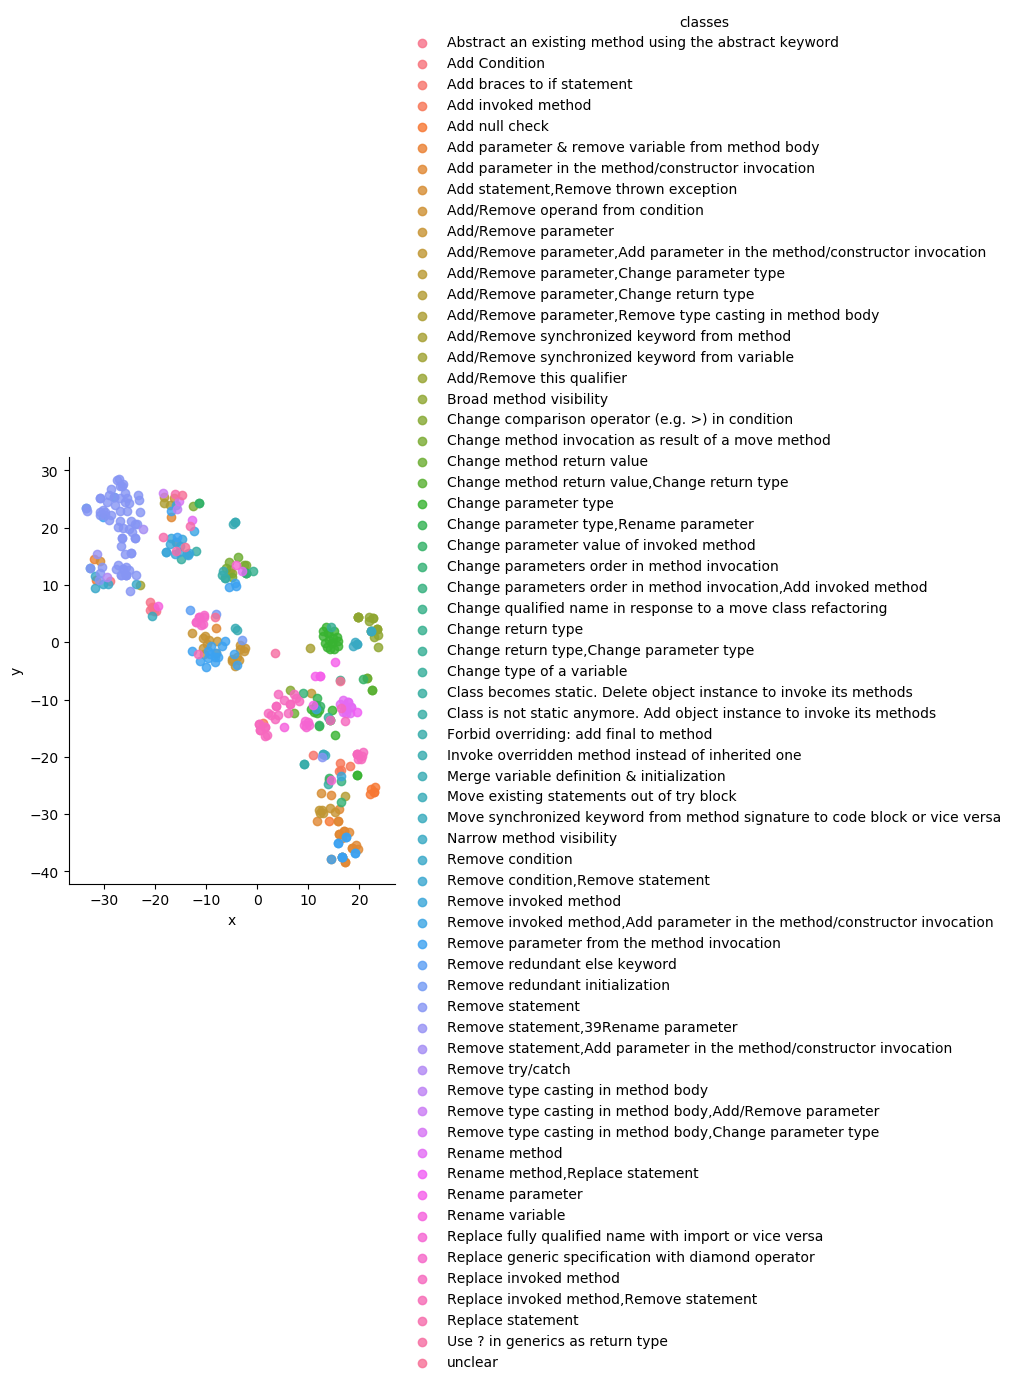 classes
Abstract an existing method using the abstract keyword
Add Condition
Add braces to if statement
Add invoked method
Add null check
Add parameter & remove variable from method body
Add parameter in the method/constructor invocation
Add statement,Remove thrown exception
Add/Remove operand from condition
Add/Remove parameter
Add/Remove parameter,Add parameter in the method/constructor invocation
Add/Remove parameter,Change parameter type
Add/Remove parameter,Change return type
Add/Remove parameter,Remove type casting in method body
Add/Remove synchronized keyword from method
Add/Remove synchronized keyword from variable
Add/Remove this qualifier
Broad method visibility
Change comparison operator (e.g. >) in condition
Change method invocation as result of a move method
Change method return value
Change method return value,Change return type
Change parameter type
Change parameter type,Rename parameter
Change parameter value of invoked method
Change parameters order in method invocation
Change parameters order in method invocation,Add invoked method
Change qualified name in response to a move class refactoring
Change return type
Change return type,Change parameter type
Change type of a variable
Class becomes static. Delete object instance to invoke its methods
Class is not static anymore. Add object instance to invoke its methods
Forbid overriding: add final to method
Invoke overridden method instead of inherited one
Merge variable definition & initialization
Move existing statements out of try block
Move synchronized keyword from method signature to code block or vice versa
Narrow method visibility
Remove condition
Remove condition,Remove statement
Remove invoked method
Remove invoked method,Add parameter in the method/constructor invocation
Remove parameter from the method invocation
Remove redundant else keyword
Remove redundant initialization
Remove statement
Remove statement,39Rename parameter
Remove statement,Add parameter in the method/constructor invocation
Remove try/catch
Remove type casting in method body
Remove type casting in method body,Add/Remove parameter
Remove type casting in method body,Change parameter type
Rename method
Rename method,Replace statement
Rename parameter
Rename variable
Replace fully qualified name with import or vice versa
Replace generic specification with diamond operator
Replace invoked method
Replace invoked method,Remove statement
Replace statement
Use ? in generics as return type
unclear
30
20
10
0
−10
−20
−30
−40
y
−30 −20 −10 0 10 20
x